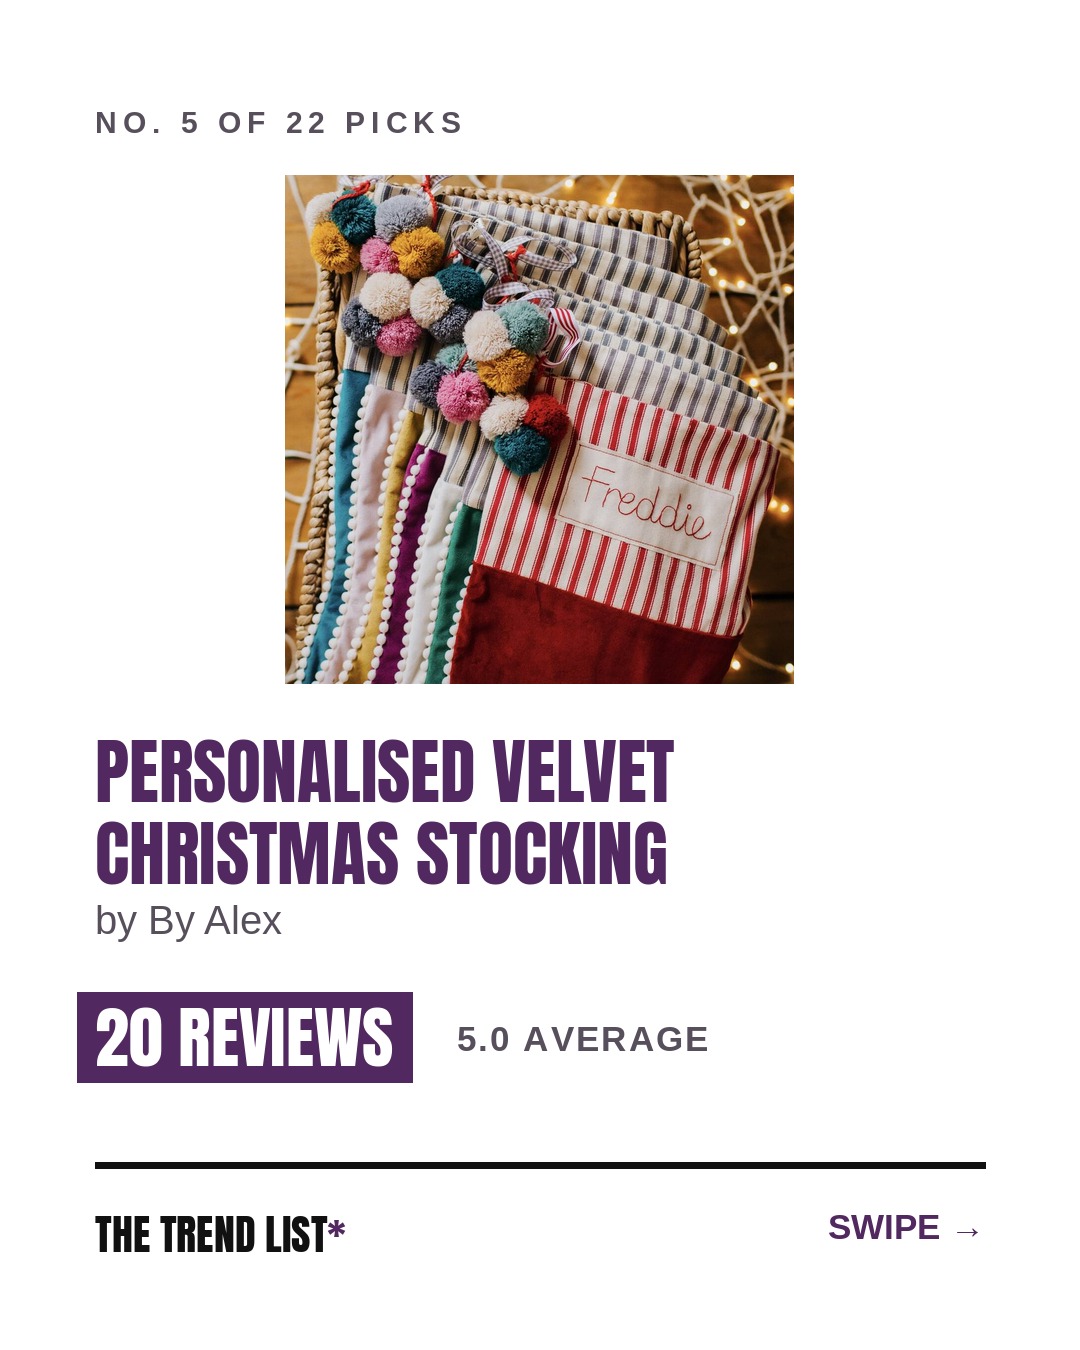 NO. 5 OF 22 PICKS
Freddie
PERSONALISED VELVET
CHRISTMAS STOCKING
by By Alex
20 REVIEWS
5.0 AVERAGE
THE TREND LIST*
SWIPE →